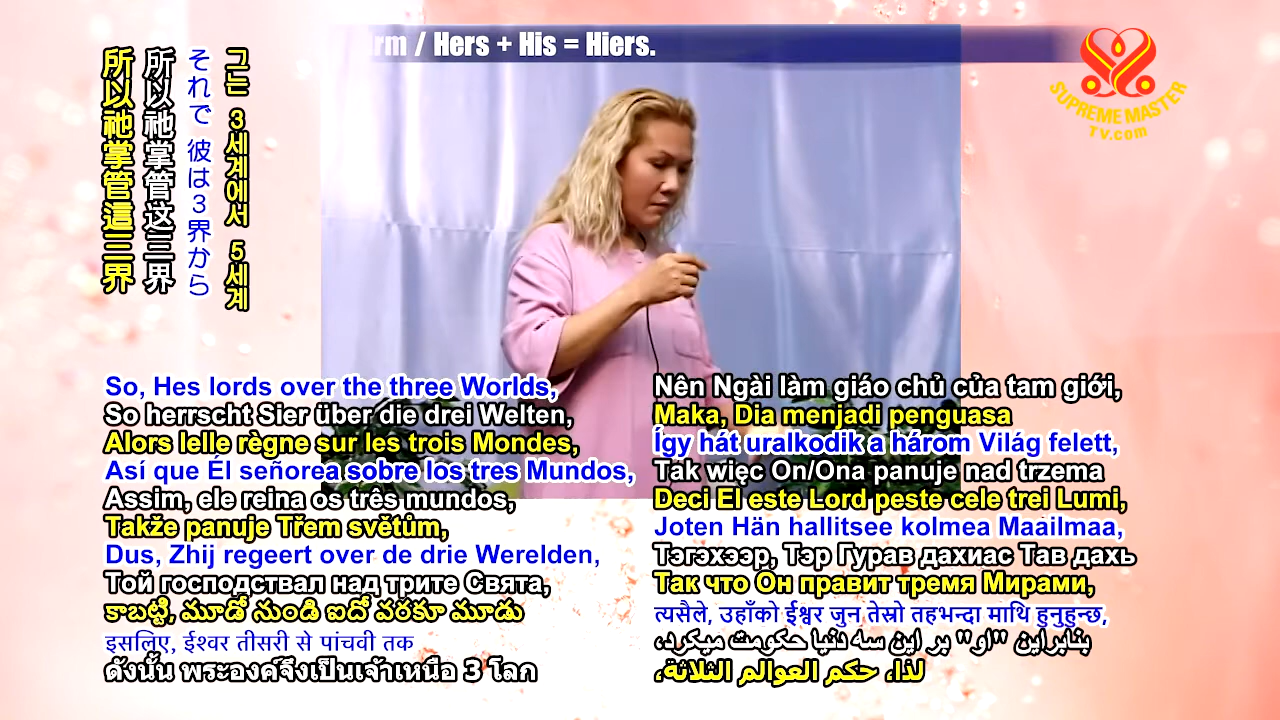 rm / Hers + His = Hiers.
SUPREME MASTER
TV.com
그는 3세계에서 5세계
それで 彼は3界から
所以祂掌管这三界
所以祂掌管這三界
So, Hes lords over the three Worlds,
So herrscht Sier über die drei Welten,
Alors lelle règne sur les trois Mondes,
Así que Él señorea sobre los tres Mundos,
Assim, ele reina os três mundos,
Takže panuje Třem světům,
Dus, Zhij regeert over de drie Werelden,
Той господствал над трите Свята,
కాబట్టి, మూడో నుండి ఐదో వరకూ మూడు
इसलिए, ईश्वर तीसरी से पांचवी तक
ดังนั้น พระองค์จึงเป็นเจ้าเหนือ 3 โลก
Nên Ngài làm giáo chủ của tam giới,
Maka, Dia menjadi penguasa
Így hát uralkodik a három Világ felett,
Tak więc On/Ona panuje nad trzema
Deci El este Lord peste cele trei Lumi,
Joten Hän hallitsee kolmea Maailmaa,
Тэгэхээр, Тэр Гурав дахиас Тав дахь
Так что Он правит тремя Мирами,
त्यसैले, उहाँको ईश्वर जुन तेस्रो तहभन्दा माथि हुनुहुन्छ,
بنابراین "او" بر این سه دنیا حکومت میکرد،
لذا، حكم العوالم الثلاثة،